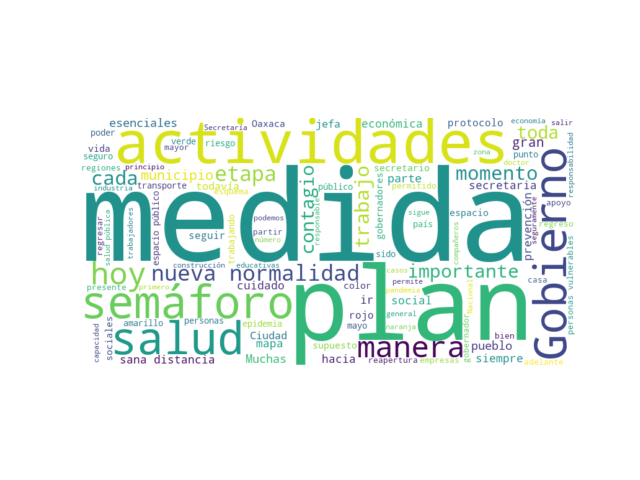 medida
plan
actividades
Gobierno
salud
semáforo
manera
hoy
nueva normalidad
etapa
cada
trabajo
contagio
momento
toda
importante
gran
municipio
esenciales
Oaxaca
jefa
económica
protocolo
economía
salir
poder
Secretaría
verde
riesgo
vida
mayor
seguro
principio
regiones
industria
transporte
todavía
esquema
público
secretario
parte
permitido
gobernadores
secretaria
punto
zona
doctor
prevención
responsabilidad
apoyo
regreso
seguramente
regresar
salud pública
trabajadores
espacio público
seguir
trabajando
podemos
partir
número
responsable
sigue
país
espacio
compañeros
construcción
educativas
sido
casos
cuidado
color
ir
social
permite
pandemia
general
Nacional
casa
personas vulnerables
presente
primero
capacidad
sociales
amarillo
personas
epidemia
Ciudad
mapa
rojo
mayo
naranja
gobernador
sana distancia
Muchas
supuesto
hacia
reapertura
empresas
pueblo
siempre
bien
adelante